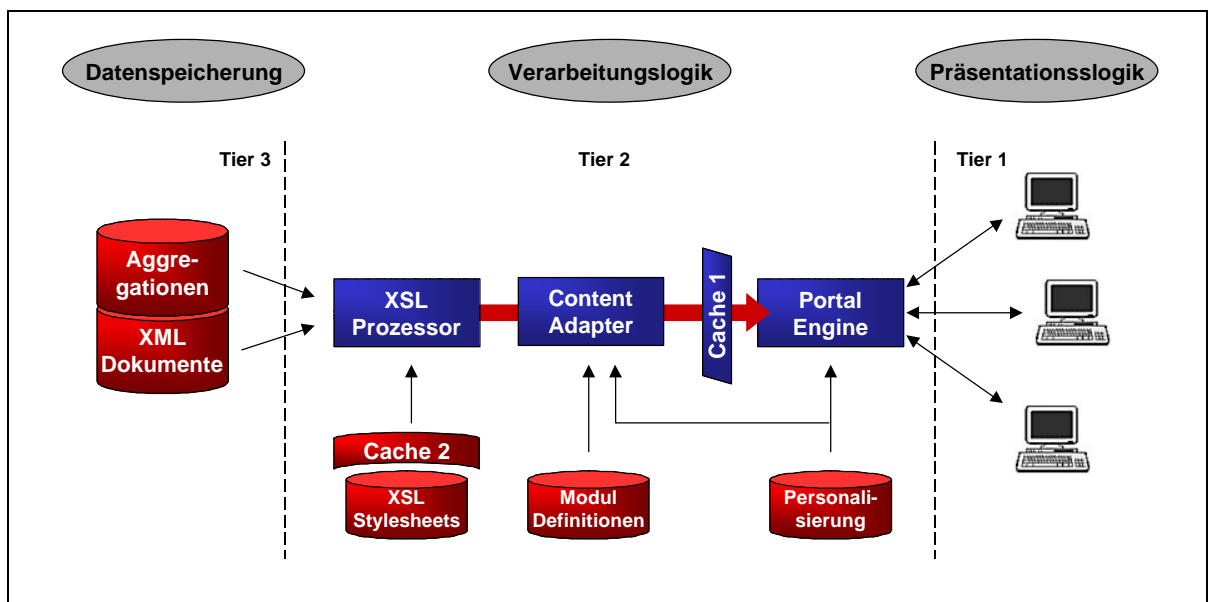 Datenspeicherung
Verarbeitungslogik
Präsentationsslogik
Tier 3
Tier 2
Tier 1
Aggre-
gationen
XML
Dokumente
XSL
Prozessor
Content
Adapter
Cache 1
Portal
Engine
Cache 2
XSL
Stylesheets
Modul
Definitionen
Personali-
sierung